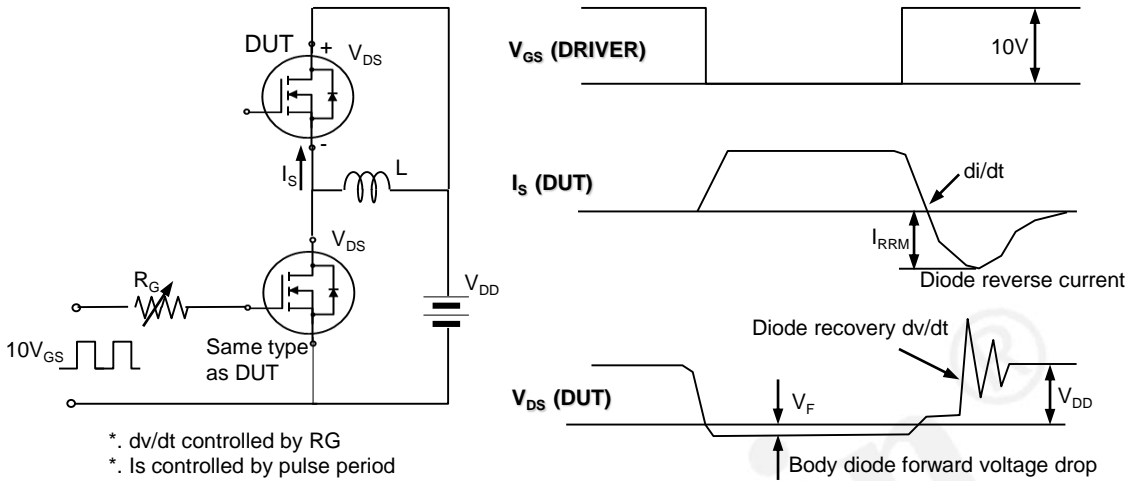 DUT
+
V_DS
-
I_S
L
V_DS
R_G
V_DD
10V_GS
Same type
as DUT
*. dv/dt controlled by RG
*. Is controlled by pulse period
V_GS (DRIVER)
10V
I_S (DUT)
di/dt
I_RRM
Diode reverse current
Diode recovery dv/dt
V_DS (DUT)
V_F
V_DD
Body diode forward voltage drop